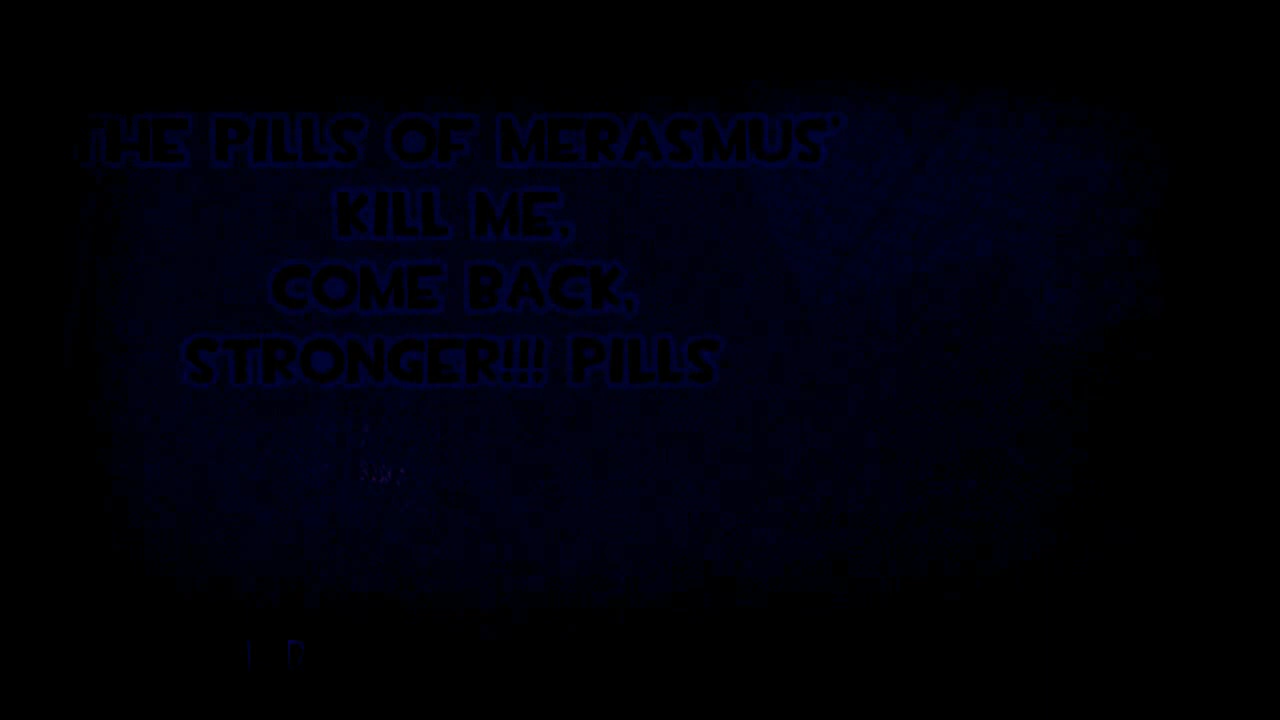 THE PILLS OF MERASMUS'
KILL ME,
COME BACK,
STRONGER!!! PILLS